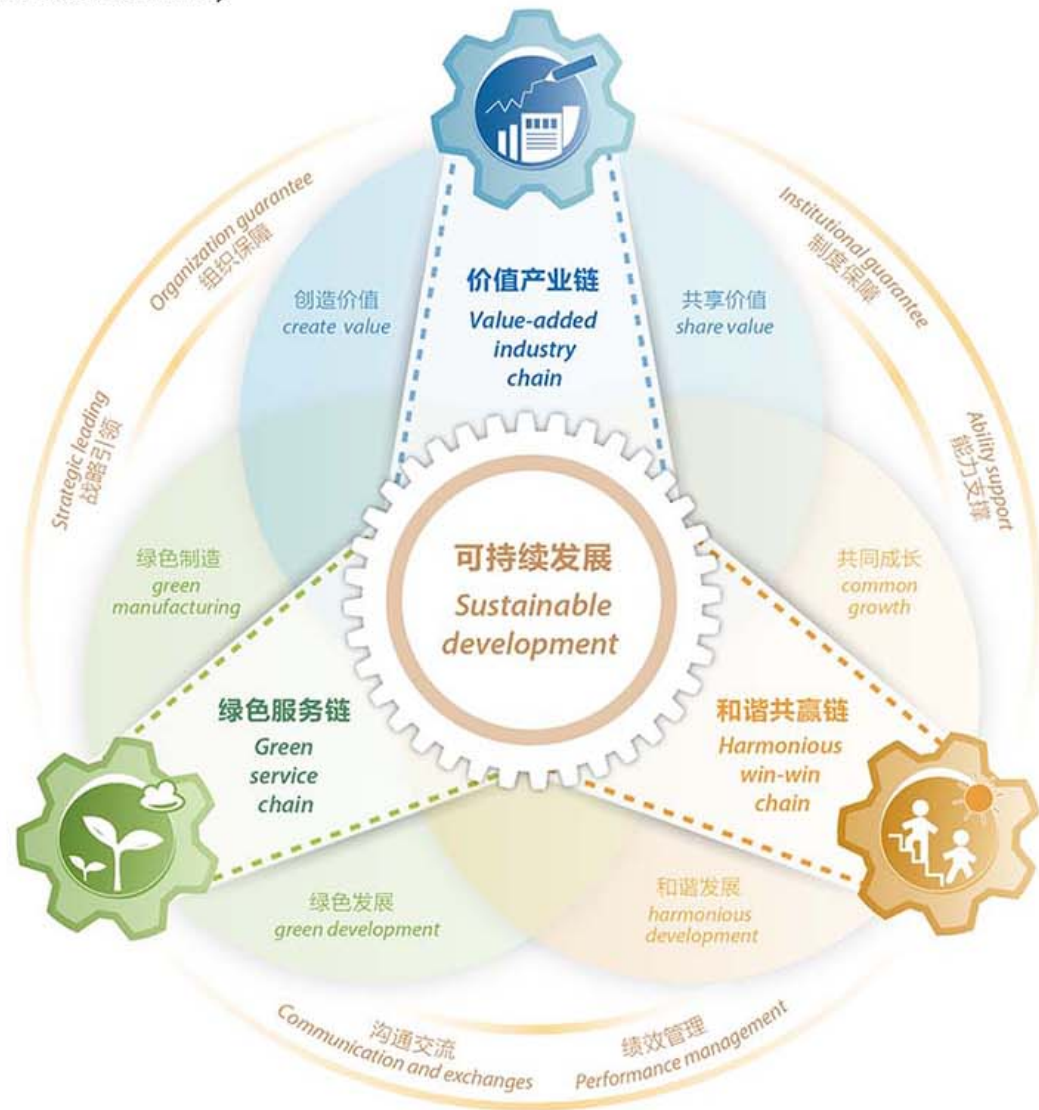 Organization guarantee
组织保障
Institutional guarantee
制度保障
创造价值
create value
价值产业链
Value-added
industry
chain
共享价值
share value
Strategic leading
战略引领
Ability support
能力支撑
可持续发展
Sustainable
development
绿色制造
green
manufacturing
共同成长
common
growth
绿色服务链
Green
service
chain
和谐共赢链
Harmonious
win-win
chain
绿色发展
green development
和谐发展
harmonious
development
沟通交流
Communication and exchanges
绩效管理
Performance management